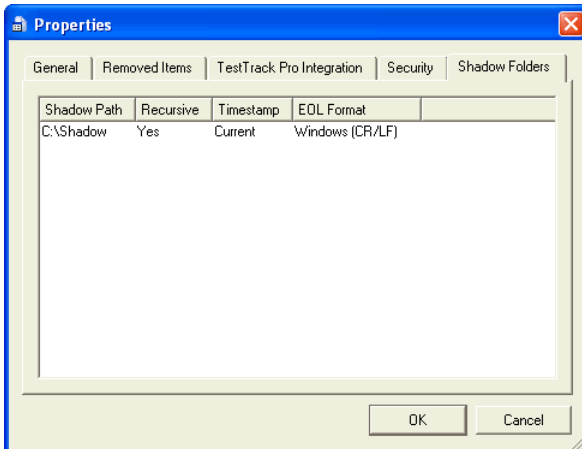 Properties
General Removed Items TestTrack Pro Integration Security Shadow Folders
Shadow Path Recursive Timestamp EOL Format
C:\Shadow Yes Current Windows (CR/LF)
OK Cancel